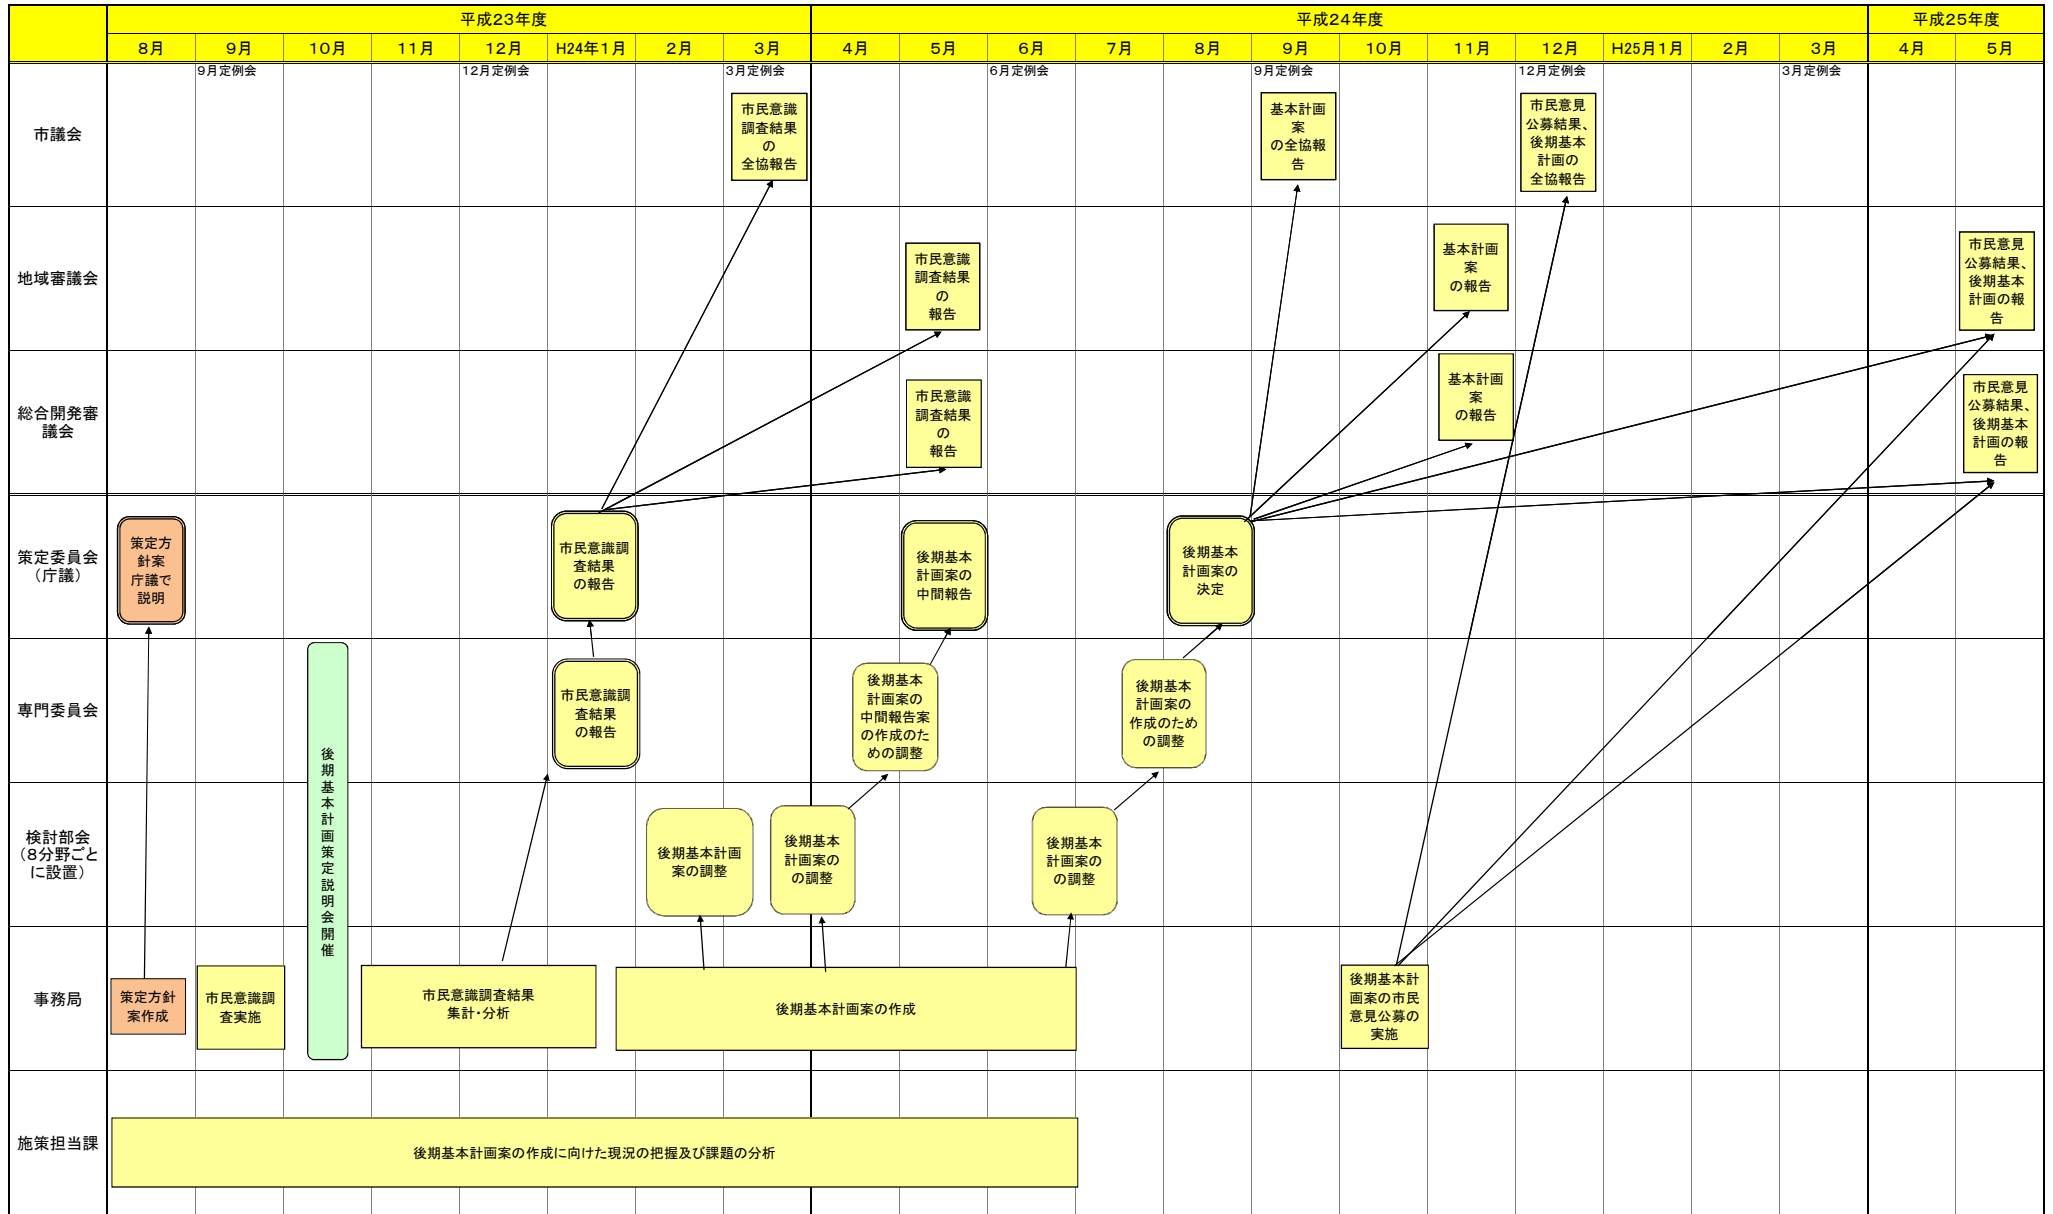 平成23年度
平成24年度
平成25年度
8月
9月
10月
11月
12月
H24年1月
2月
3月
4月
5月
6月
7月
8月
9月
10月
11月
12月
H25月1月
2月
3月
4月
5月
9月定例会
12月定例会
3月定例会
6月定例会
9月定例会
12月定例会
3月定例会
市議会
市民意識
調査結果
の
全協報告
基本計画
案
の全協報
告
市民意見
公募結果、
後期基本
計画の
全協報告
地域審議会
市民意識
調査結果
の
報告
基本計画
案
の報告
市民意見
公募結果、
後期基本
計画の報
告
総合開発審
議会
市民意識
調査結果
の
報告
基本計画
案
の報告
市民意見
公募結果、
後期基本
計画の報
告
策定委員会
（庁議）
策定方
針案
庁議で
説明
市民意識調
査結果
の報告
後期基本
計画案の
中間報告
後期基本
計画案の
決定
専門委員会
後期基本計画策定説明会開催
市民意識調
査結果
の報告
後期基本
計画案の
中間報告案
の作成のた
めの調整
後期基本
計画案の
作成のため
の調整
検討部会
（8分野ごと
に設置）
後期基本計画
案の調整
後期基本
計画案の
の調整
後期基本
計画案の
の調整
事務局
策定方針
案作成
市民意識調
査実施
市民意識調査結果
集計・分析
後期基本計画案の作成
後期基本計
画案の市民
意見公募の
実施
施策担当課
後期基本計画案の作成に向けた現況の把握及び課題の分析